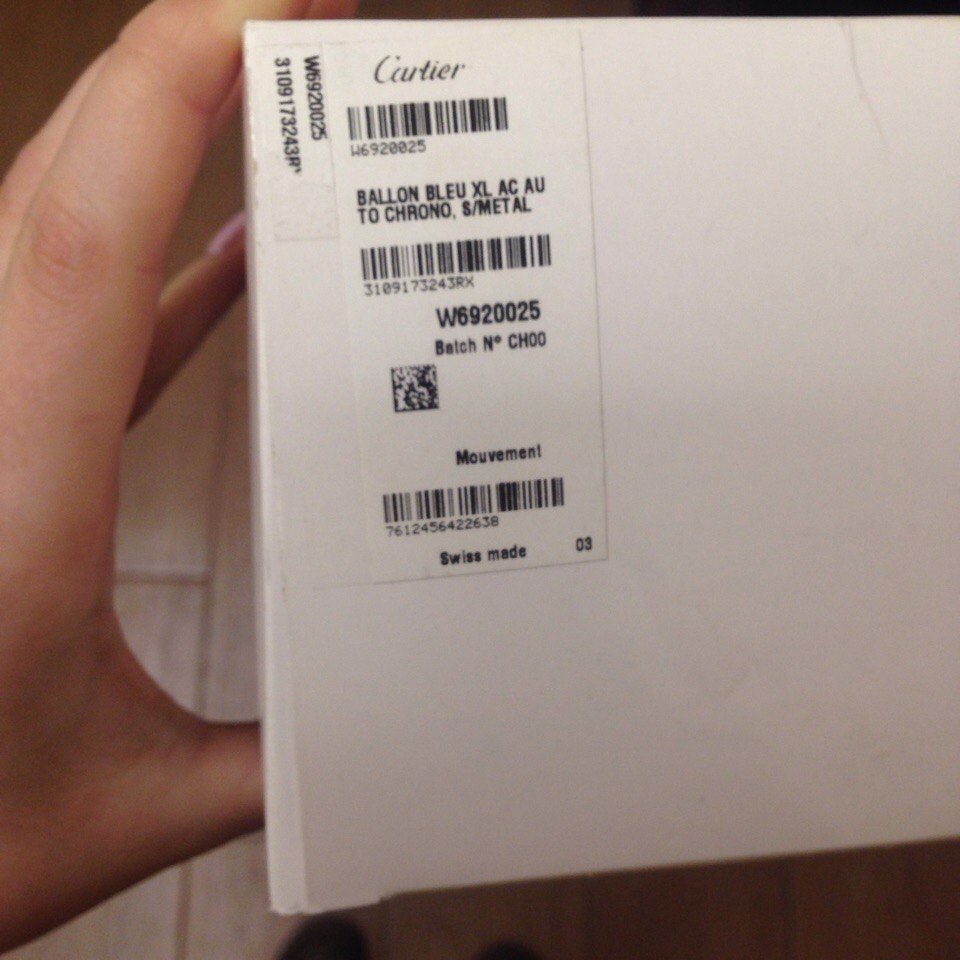 W6920025
3109173243R
Cartier
W6920025
BALLON BLEU XL AC AU
TO CHRONO, S/METAL
3109173243RX
W6920025
Batch N° CH00
Mouvement
7612456422638
Swiss made 03